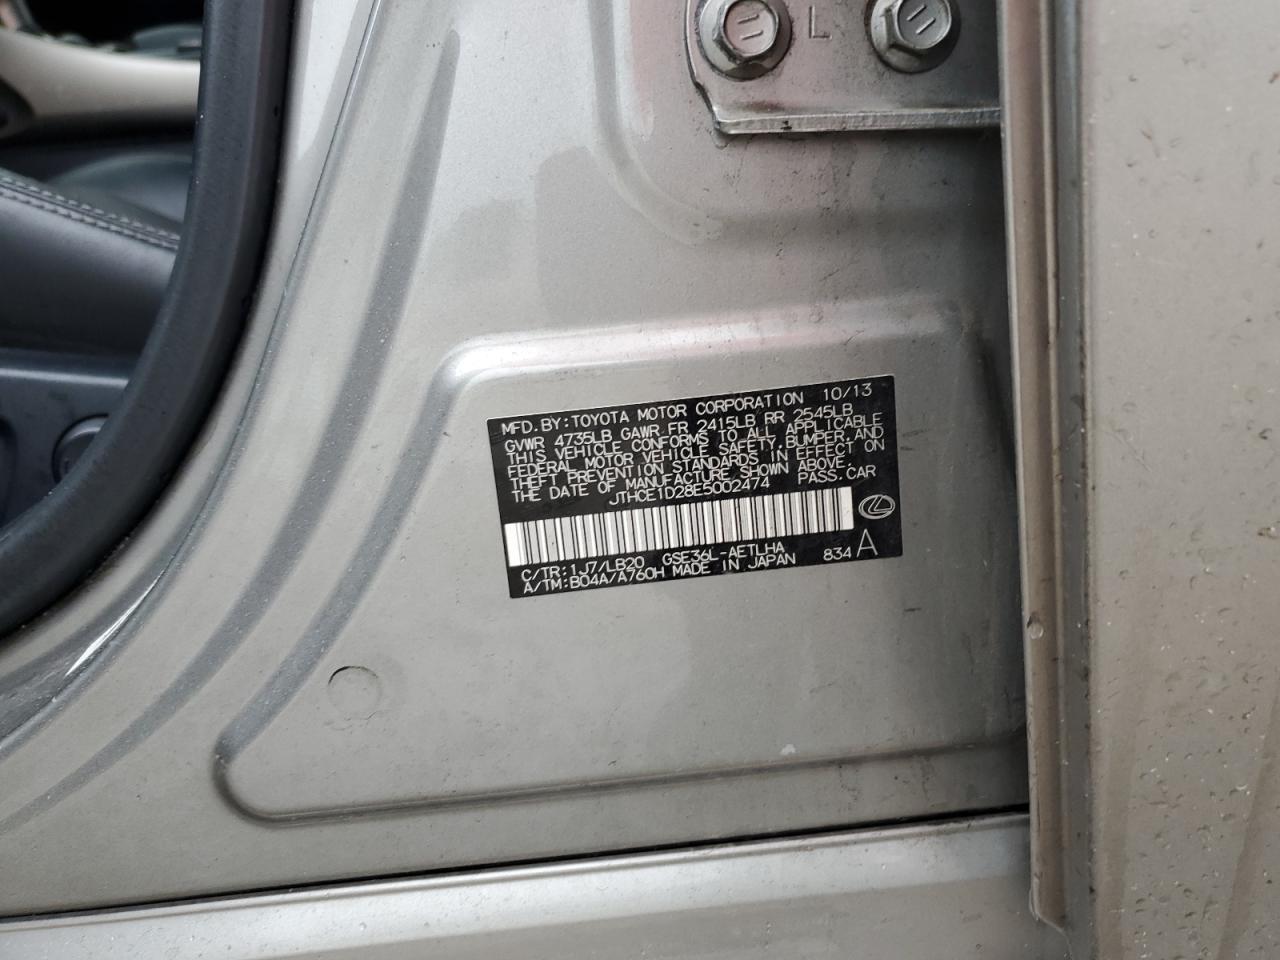 L
MFD. BY: TOYOTA MOTOR CORPORATION 10/13
GVWR 4735LB GAWR FR 2415LB RR 2545LB
THIS VEHICLE CONFORMS TO ALL APPLICABLE
FEDERAL MOTOR VEHICLE SAFETY, BUMPER, AND
THEFT PREVENTION STANDARDS IN EFFECT ON
THE DATE OF MANUFACTURE SHOWN ABOVE.
JTHCE1D28E5002474 PASS. CAR
C/TR: 1J7/LB20 GSE36L-AETLHA 834 A
A/TM: B04A/A760H MADE IN JAPAN